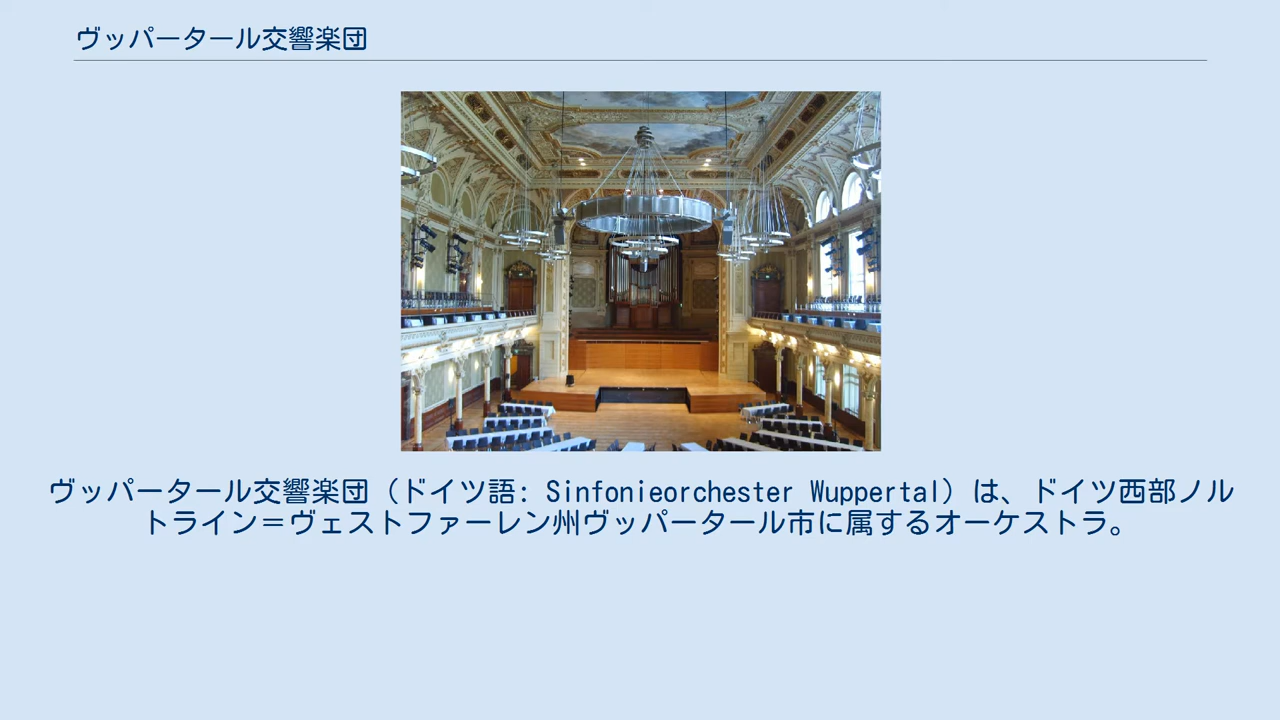 ヴッパータール交響楽団
ヴッパータール交響楽団（ドイツ語: Sinfonieorchester Wuppertal）は、ドイツ西部ノル
トライン＝ヴェストファーレン州ヴッパータール市に属するオーケストラ。